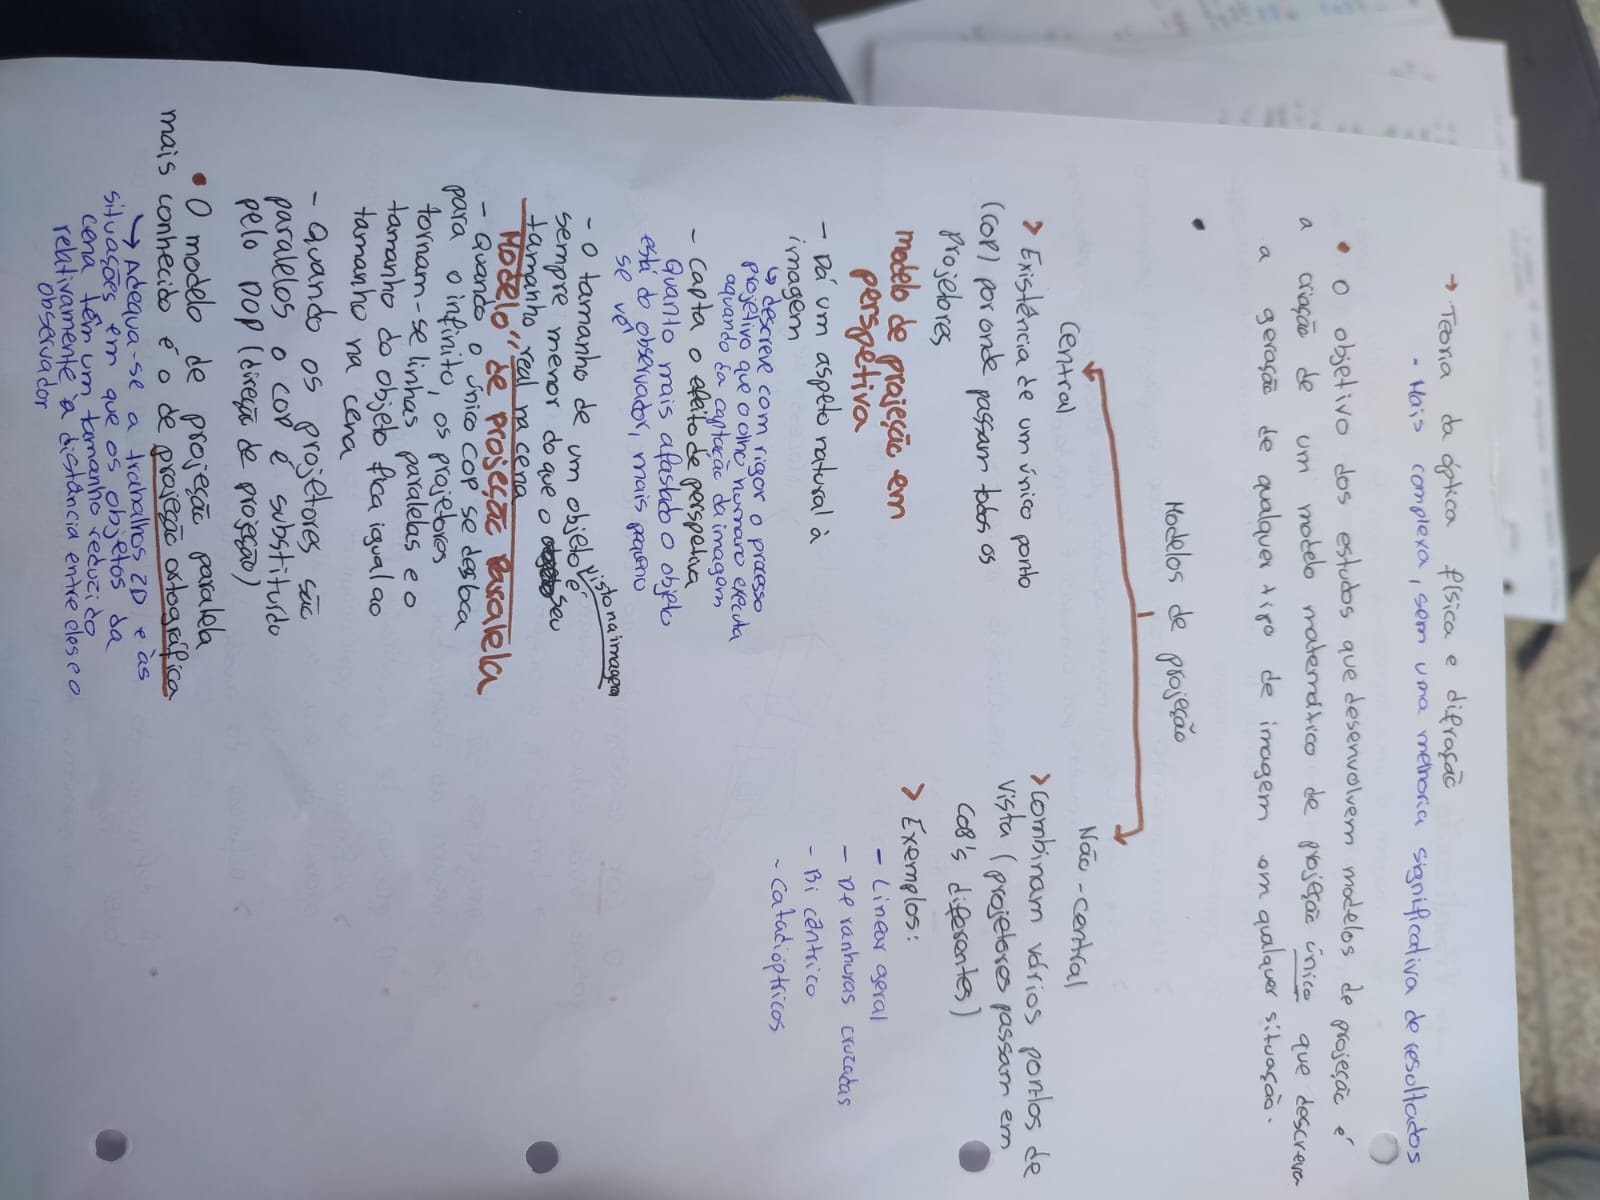 → Teoria da óptica física e difração
- Mais complexa, sem uma melhoria significativa de resultados
• O objetivo dos estudos que desenvolvem modelos de projeção é
a criação de um modelo matemático de projeção único que descreva
a geração de qualquer tipo de imagem em qualquer situação.
•
Modelos de projeção
Central
> Existência de um único ponto
(COP) por onde passam todos os
projetores
modelo de projeção em
perspetiva
- Dá um aspeto natural à
imagem
↳ descreve com rigor o processo
projetivo que o olho humano executa
aquando da captação da imagem
- Capta o efeito de perspetiva
Quanto mais afastado o objeto
está do observador, mais pequeno
se vê
visto na imagem
- O tamanho de um objeto é
sempre menor do que o seu
tamanho real na cena
Modelo" de projeção Paralela
- Quando o único COP se desloca
para o infinito, os projetores
tornam-se linhas paralelas e o
tamanho do objeto fica igual ao
tamanho na cena
- Quando os projetores são
paralelos o COP é substituído
pelo DOP (direção de projeção)
• O modelo de projeção paralela
mais conhecido é o de projeção ortográfica
↳ Adequa-se a trabalhos 2D e às
situações em que os objetos da
cena têm um tamanho reduzido
relativamente à distância entre eles e o
observador
Não-central
> Combinam vários pontos de
vista (projetores passam em
COB's diferentes)
> Exemplos:
- Linear geral
- De ranhuras cruzadas
- Bi cêntrico
- Catadióptricos